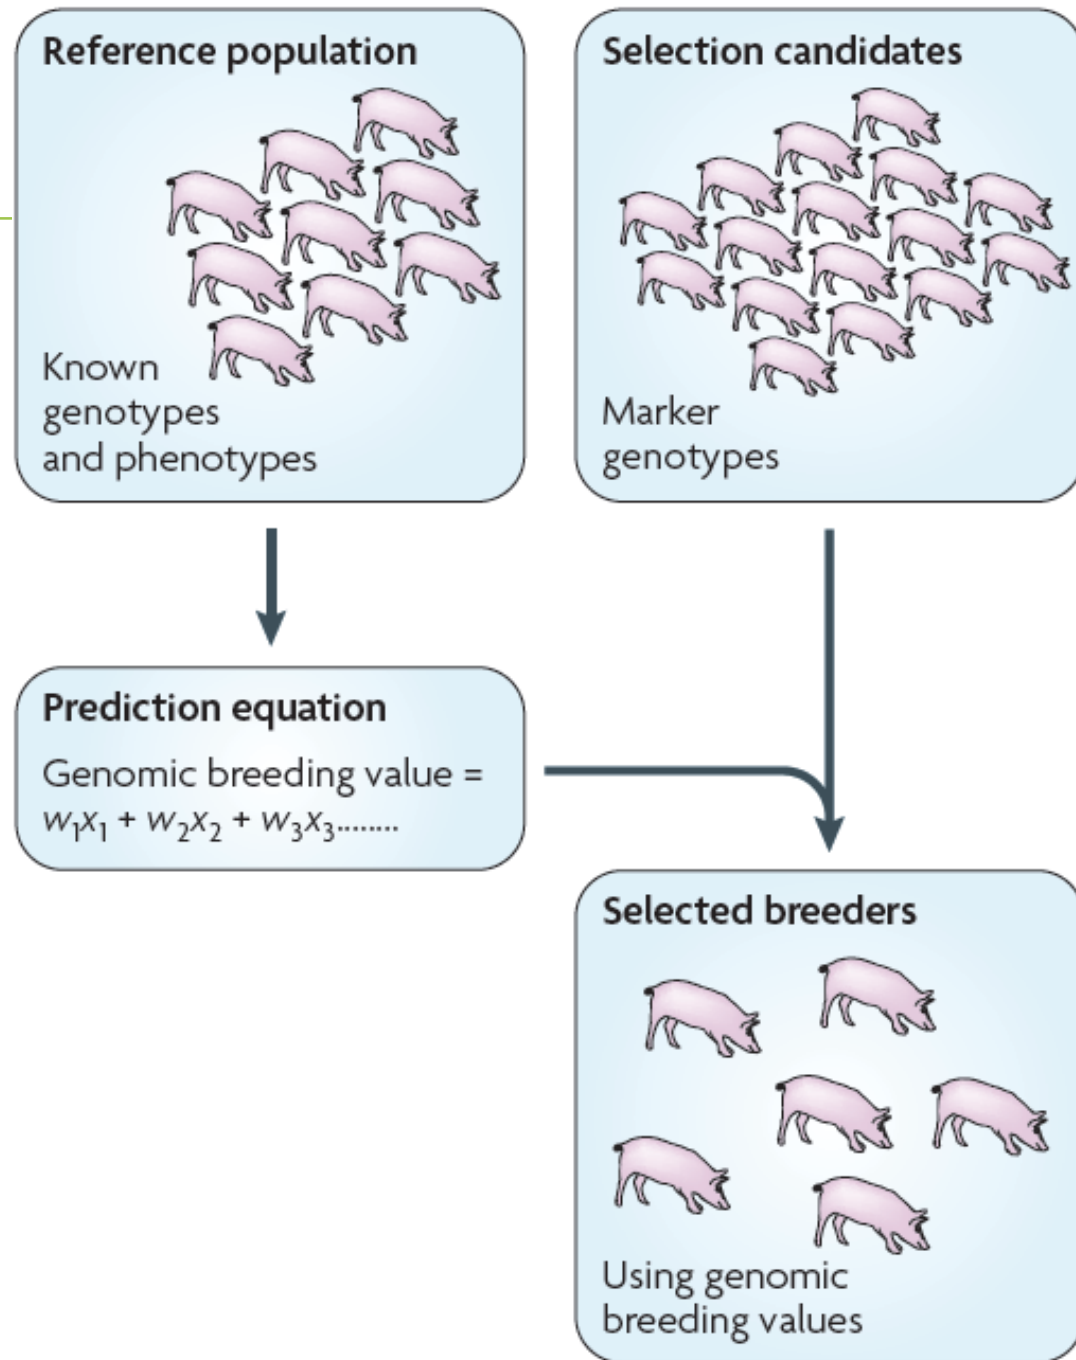 Reference population
Known
genotypes
and phenotypes
Selection candidates
Marker
genotypes
Prediction equation
Genomic breeding value =
w₁x₁ + w₂x₂ + w₃x₃........
Selected breeders
Using genomic
breeding values